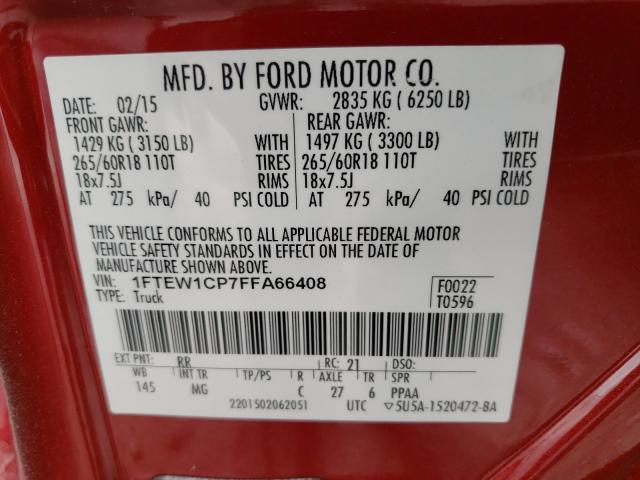 MFD. BY FORD MOTOR CO.
DATE: 02/15 GVWR: 2835 KG ( 6250 LB)
FRONT GAWR: REAR GAWR:
1429 KG ( 3150 LB) WITH 1497 KG ( 3300 LB) WITH
265/60R18 110T TIRES 265/60R18 110T TIRES
18x7.5J RIMS 18x7.5J RIMS
AT 275 kPa/ 40 PSI COLD AT 275 kPa/ 40 PSI COLD
THIS VEHICLE CONFORMS TO ALL APPLICABLE FEDERAL MOTOR
VEHICLE SAFETY STANDARDS IN EFFECT ON THE DATE OF
MANUFACTURE SHOWN ABOVE.
VIN: 1FTEW1CP7FFA66408 F0022
TYPE: Truck T0596
EXT PNT: RR RC: 21 DSO:
WB INT TR TP/PS R AXLE TR SPR
145 MG C 27 6 PPAA
2201502062051 UTC ▽5U5A-1520472-BA